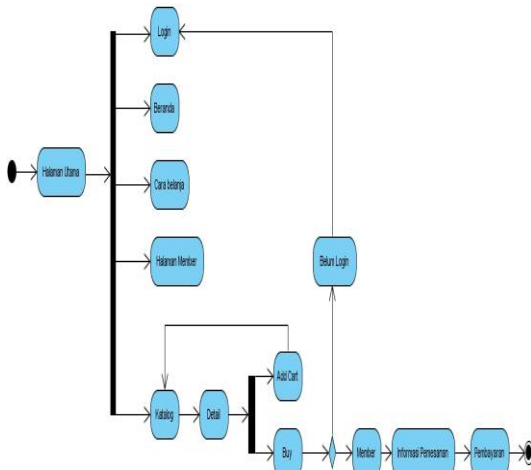 Login
Beranda
Halaman Utama
Cara belanja
Halaman Member
Belum Login
Add Cart
Katalog
Detail
Buy
Member
Informasi Pemesanan
Pembayaran